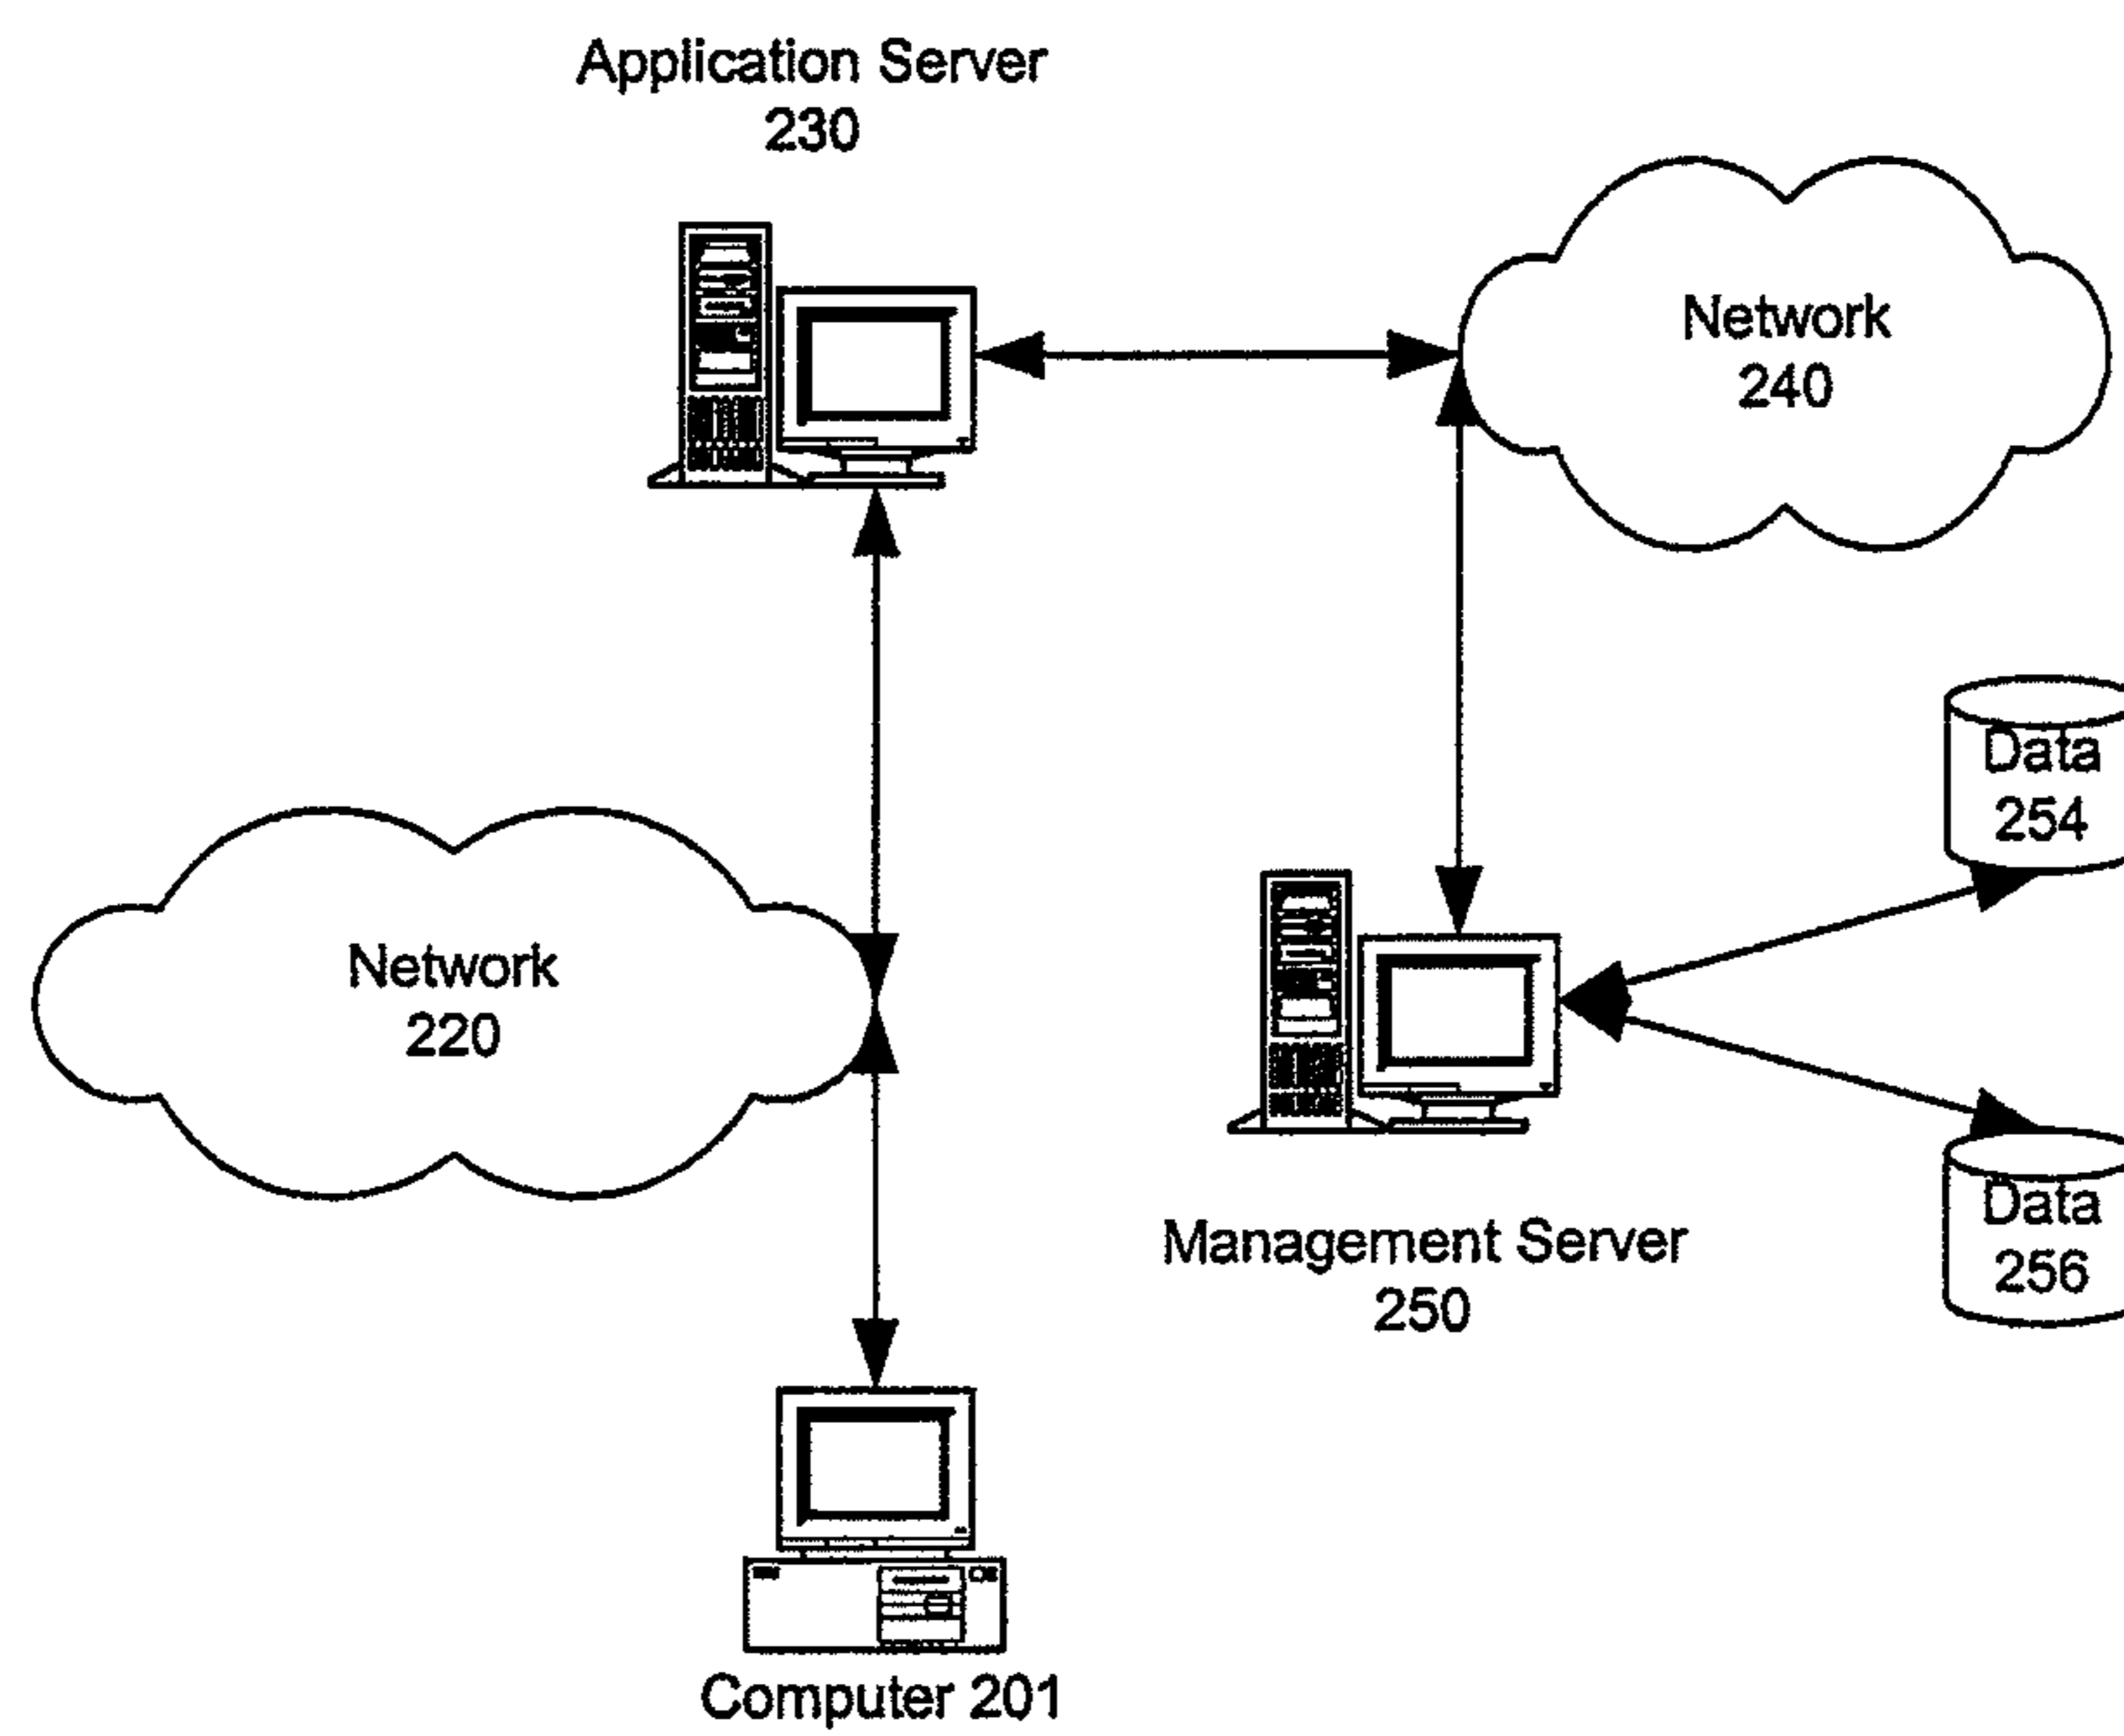 Application Server
230
Network
240
Data
254
Network
220
Data
256
Management Server
250
Computer 201